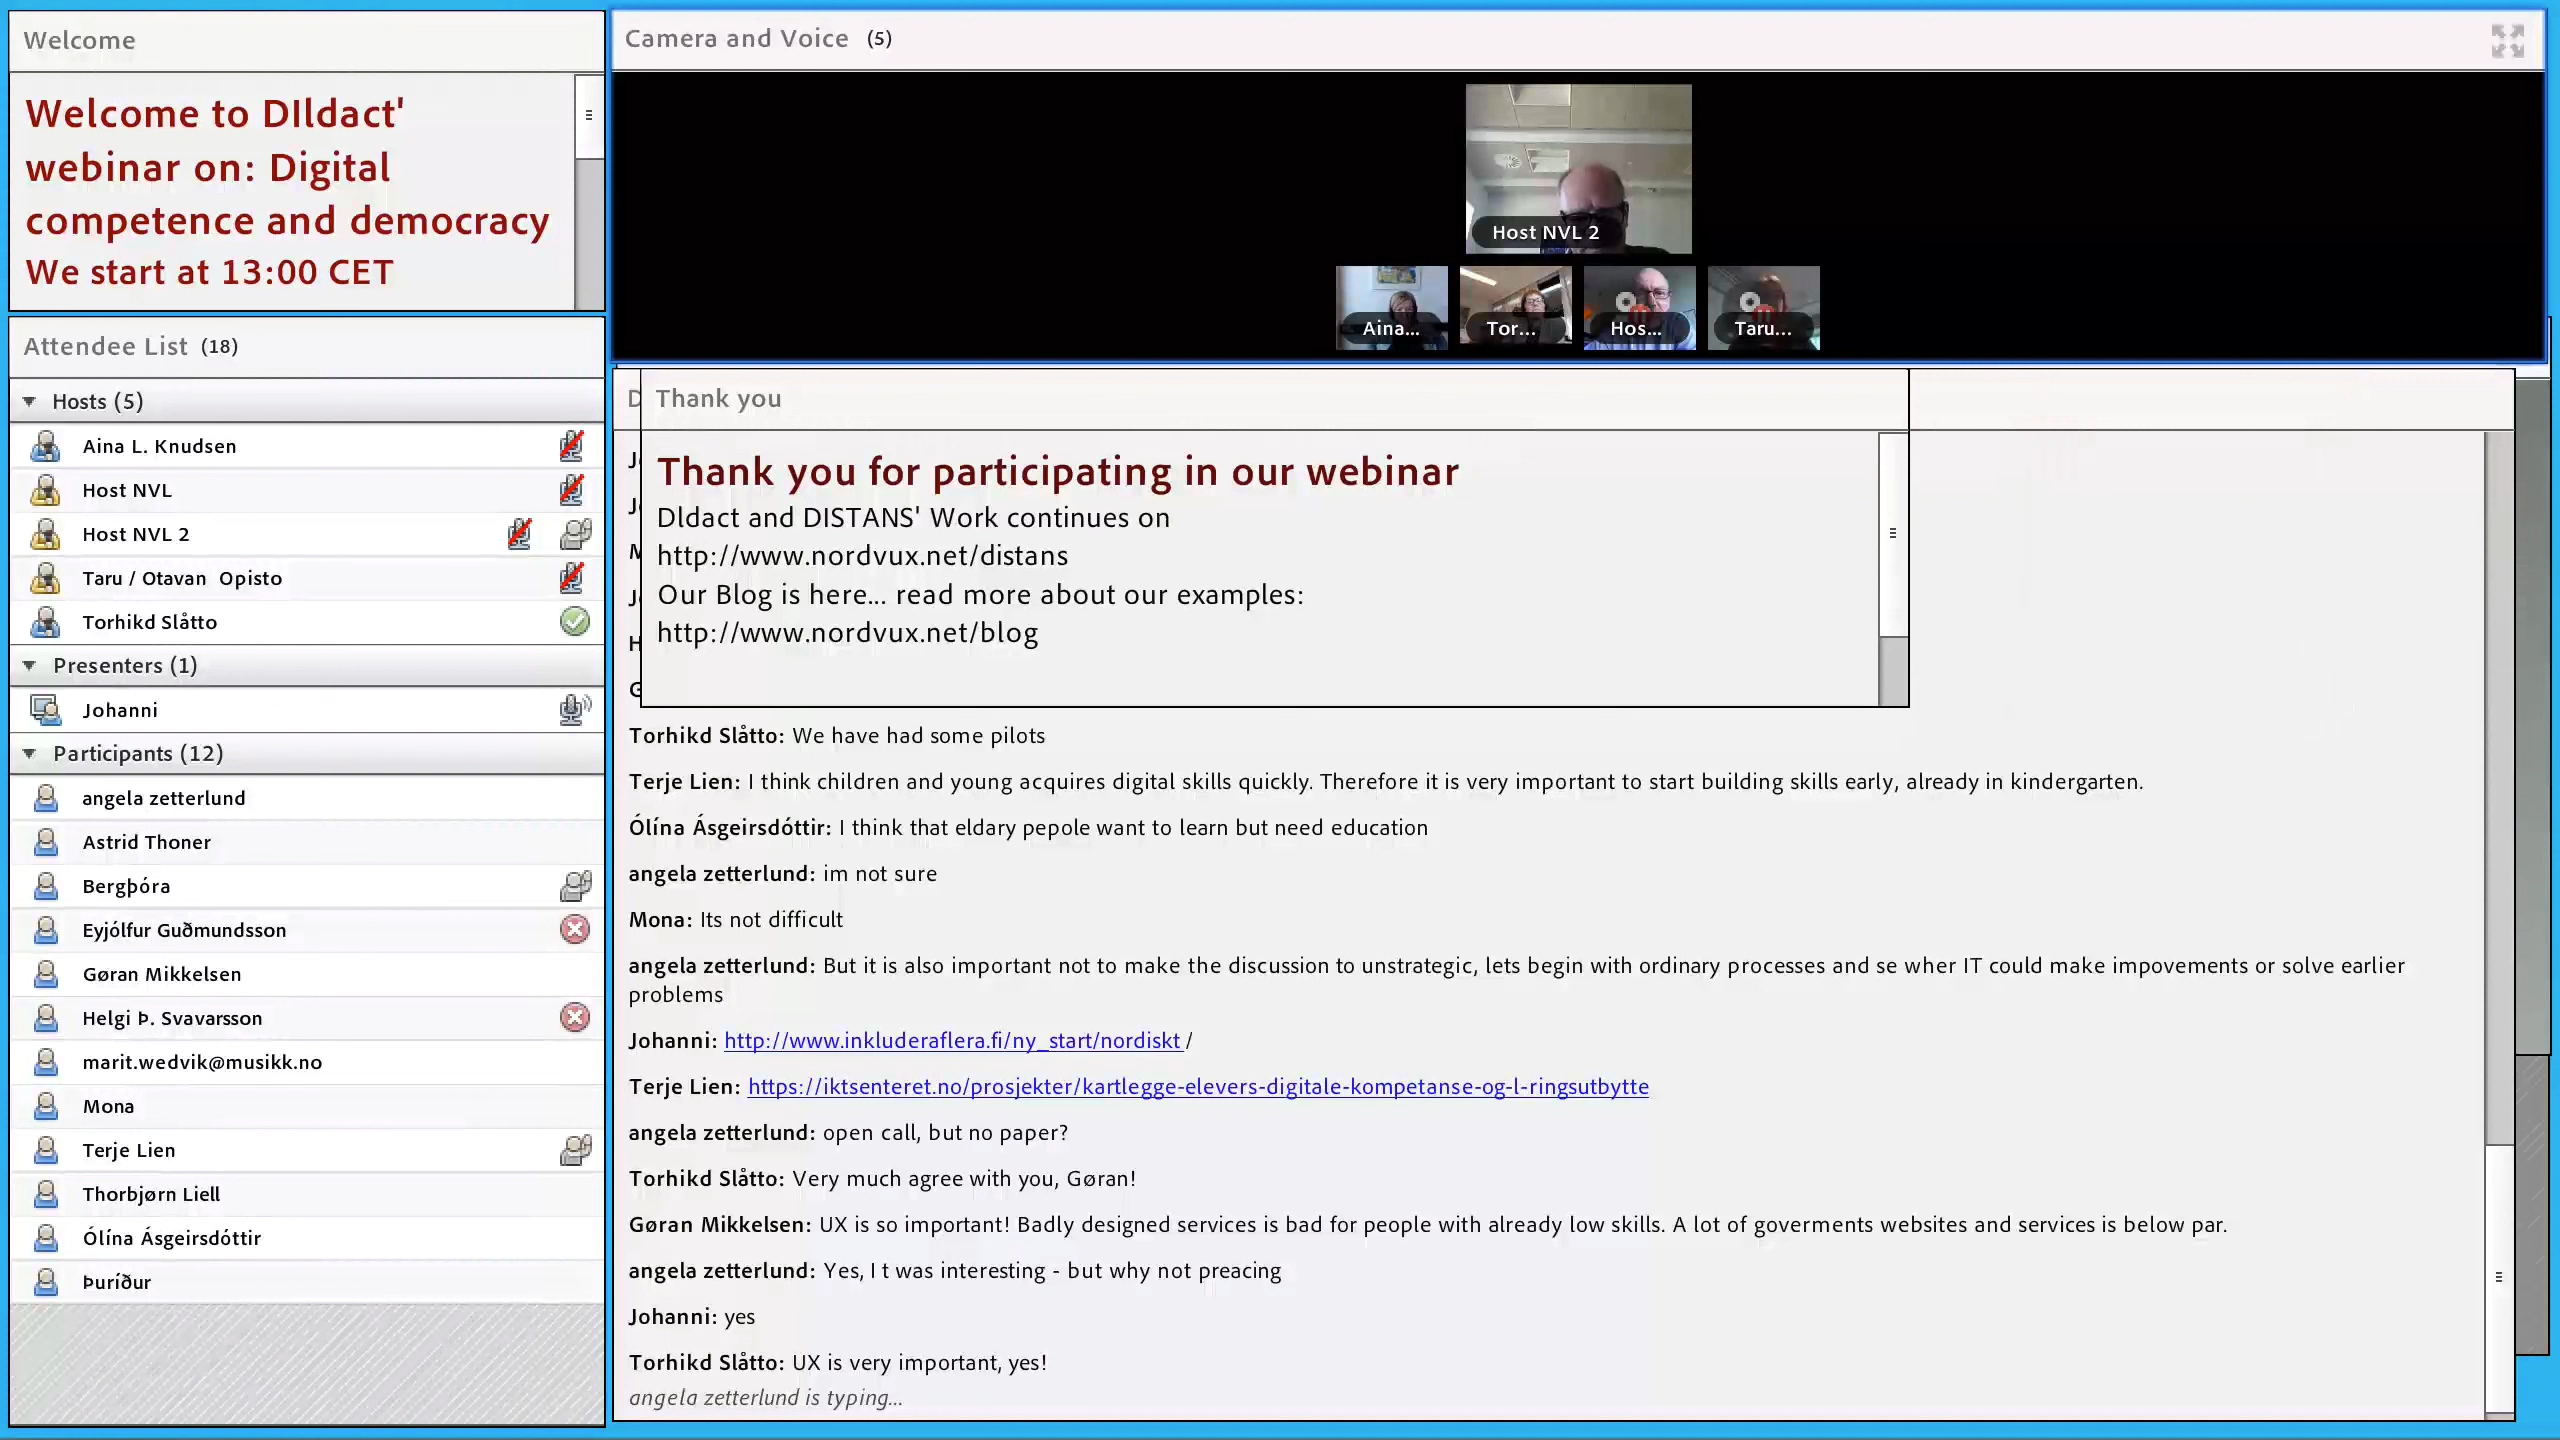 Welcome
Welcome to DIldact'
webinar on: Digital
competence and democracy
We start at 13:00 CET
Attendee List (18)
Hosts (5)
Aina L. Knudsen
Host NVL
Host NVL 2
Taru / Otavan  Opisto
Torhikd Slåtto
Presenters (1)
Johanni
Participants (12)
angela zetterlund
Astrid Thoner
Bergþóra
Eyjólfur Guðmundsson
Gøran Mikkelsen
Helgi Þ. Svavarsson
marit.wedvik@musikk.no
Mona
Terje Lien
Thorbjørn Liell
Ólína Ásgeirsdóttir
Þuríður
Camera and Voice (5)
Host NVL 2
Aina...
Tor...
Hos...
Taru...
Thank you
Thank you for participating in our webinar
DIdact and DISTANS' Work continues on
http://www.nordvux.net/distans
Our Blog is here... read more about our examples:
http://www.nordvux.net/blog
Torhikd Slåtto: We have had some pilots
Terje Lien: I think children and young acquires digital skills quickly. Therefore it is very important to start building skills early, already in kindergarten.
Ólína Ásgeirsdóttir: I think that eldary pepole want to learn but need education
angela zetterlund: im not sure
Mona: Its not difficult
angela zetterlund: But it is also important not to make the discussion to unstrategic, lets begin with ordinary processes and se wher IT could make impovements or solve earlier
problems
Johanni: http://www.inkluderaflera.fi/ny_start/nordiskt /
Terje Lien: https://iktsenteret.no/prosjekter/kartlegge-elevers-digitale-kompetanse-og-l-ringsutbytte
angela zetterlund: open call, but no paper?
Torhikd Slåtto: Very much agree with you, Gøran!
Gøran Mikkelsen: UX is so important! Badly designed services is bad for people with already low skills. A lot of goverments websites and services is below par.
angela zetterlund: Yes, I t was interesting - but why not preacing
Johanni: yes
Torhikd Slåtto: UX is very important, yes!
angela zetterlund is typing...